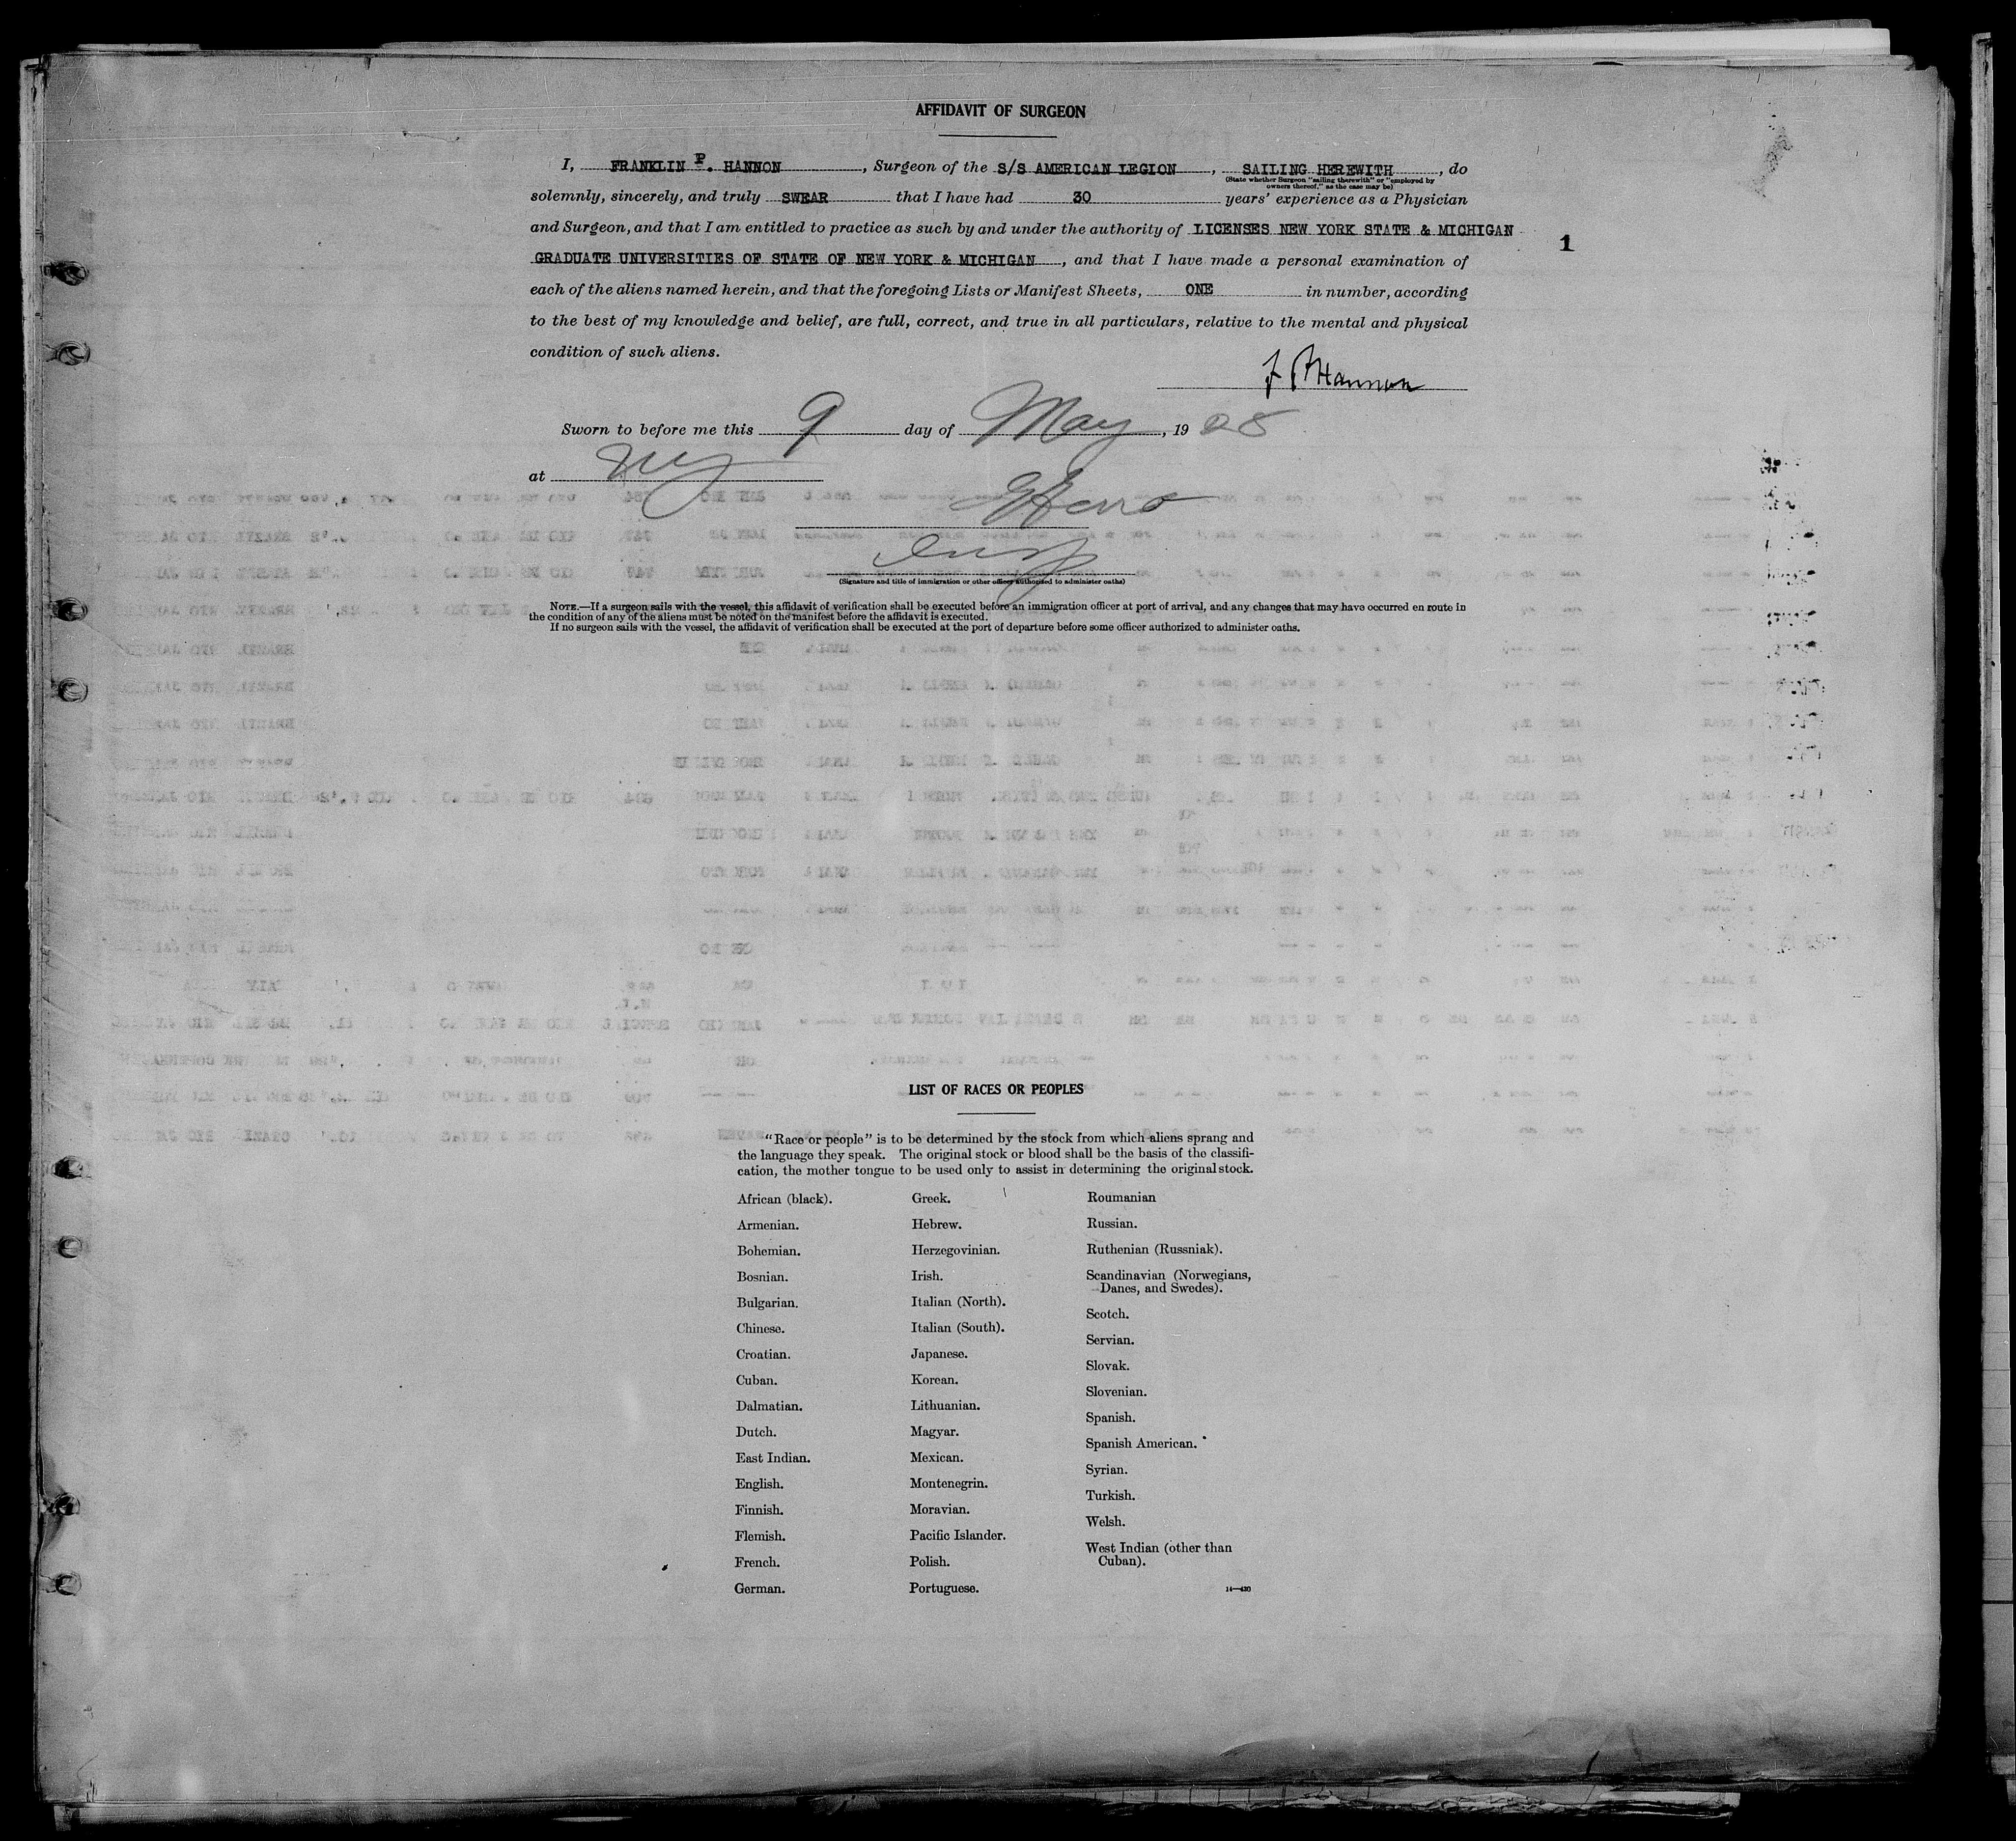 AFFIDAVIT OF SURGEON
I, FRANKLIN P. HANNON, Surgeon of the S/S AMERICAN LEGION, SAILING HEREWITH, do
(State whether Surgeon "sailing therewith" or "employed by
owners thereof," as the case may be)
solemnly, sincerely, and truly SWEAR that I have had 30 years' experience as a Physician
and Surgeon, and that I am entitled to practice as such by and under the authority of LICENSES NEW YORK STATE & MICHIGAN
1
GRADUATE UNIVERSITIES OF STATE OF NEW YORK & MICHIGAN, and that I have made a personal examination of
each of the aliens named herein, and that the foregoing Lists or Manifest Sheets, ONE in number, according
to the best of my knowledge and belief, are full, correct, and true in all particulars, relative to the mental and physical
condition of such aliens.
F P Hannon
Sworn to before me this 9 day of May, 19
at NY
Insp
(Signature and title of immigration or other officer authorized to administer oaths)
NOTE.—If a surgeon sails with the vessel, this affidavit of verification shall be executed before an immigration officer at port of arrival, and any changes that may have occurred en route in
the condition of any of the aliens must be noted on the manifest before the affidavit is executed.
If no surgeon sails with the vessel, the affidavit of verification shall be executed at the port of departure before some officer authorized to administer oaths.
LIST OF RACES OR PEOPLES
"Race or people" is to be determined by the stock from which aliens sprang and
the language they speak. The original stock or blood shall be the basis of the classifi-
cation, the mother tongue to be used only to assist in determining the original stock.
African (black).
Armenian.
Bohemian.
Bosnian.
Bulgarian.
Chinese.
Croatian.
Cuban.
Dalmatian.
Dutch.
East Indian.
English.
Finnish.
Flemish.
French.
German.
Greek.
Hebrew.
Herzegovinian.
Irish.
Italian (North).
Italian (South).
Japanese.
Korean.
Lithuanian.
Magyar.
Mexican.
Montenegrin.
Moravian.
Pacific Islander.
Polish.
Portuguese.
Roumanian
Russian.
Ruthenian (Russniak).
Scandinavian (Norwegians,
Danes, and Swedes).
Scotch.
Servian.
Slovak.
Slovenian.
Spanish.
Spanish American.
Syrian.
Turkish.
Welsh.
West Indian (other than
Cuban).
14—430